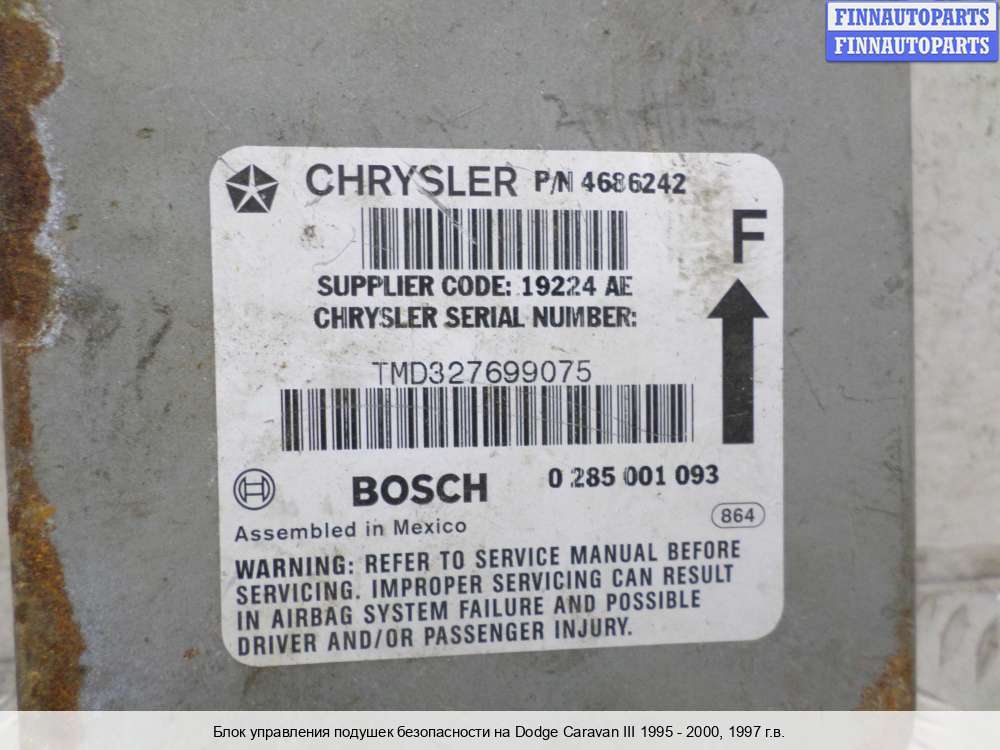 FINNAUTOPARTS
FINNAUTOPARTS
CHRYSLER P/N 4686242
F
SUPPLIER CODE: 19224 AE
CHRYSLER SERIAL NUMBER:
TMD327699075
BOSCH 0 285 001 093
Assembled in Mexico
864
WARNING: REFER TO SERVICE MANUAL BEFORE
SERVICING. IMPROPER SERVICING CAN RESULT
IN AIRBAG SYSTEM FAILURE AND POSSIBLE
DRIVER AND/OR PASSENGER INJURY.
Блок управления подушек безопасности на Dodge Caravan III 1995 - 2000, 1997 г.в.